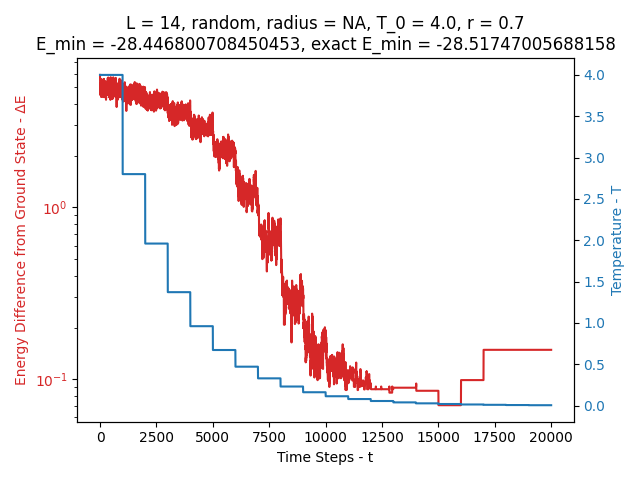 L = 14, random, radius = NA, T_0 = 4.0, r = 0.7
E_min = -28.446800708450453, exact E_min = -28.51747005688158
Energy Difference from Ground State - ΔE
10⁰
10⁻¹
4.0
3.5
3.0
2.5
2.0
1.5
1.0
0.5
0.0
Temperature - T
0 2500 5000 7500 10000 12500 15000 17500 20000
Time Steps - t